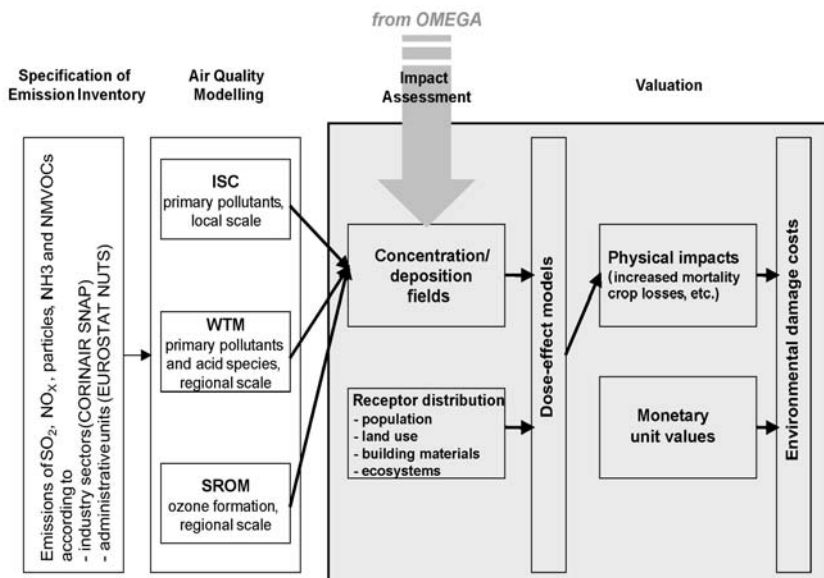 from OMEGA
Specification of
Emission Inventory
Air Quality
Modelling
Impact
Assessment
Valuation
Emissions of SO2, NOX, particles, NH3 and NMVOCs
according to
- industry sectors(CORINAIR SNAP)
- administrativeunits (EUROSTAT NUTS)
ISC
primary pollutants,
local scale
WTM
primary pollutants
and acid species,
regional scale
SROM
ozone formation,
regional scale
Concentration/
deposition
fields
Receptor distribution
- population
- land use
- building materials
- ecosystems
Dose-effect models
Physical impacts
(increased mortality
crop losses, etc.)
Monetary
unit values
Environmental damage costs